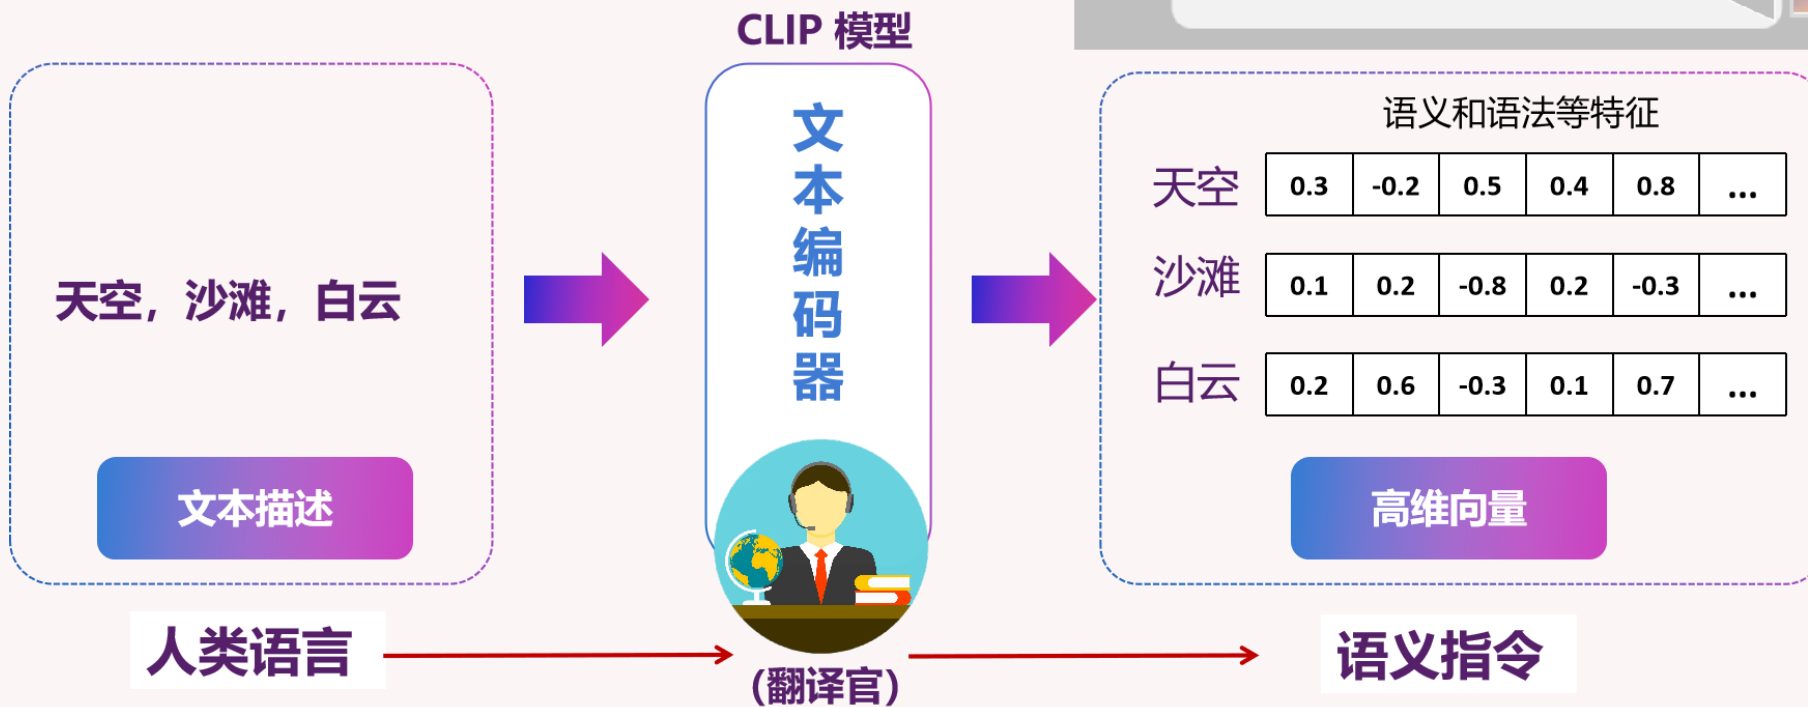 CLIP 模型
天空，沙滩，白云
文本描述
文
本
编
码
器
语义和语法等特征
天空 0.3 -0.2 0.5 0.4 0.8 ...
沙滩 0.1 0.2 -0.8 0.2 -0.3 ...
白云 0.2 0.6 -0.3 0.1 0.7 ...
高维向量
人类语言
(翻译官)
语义指令